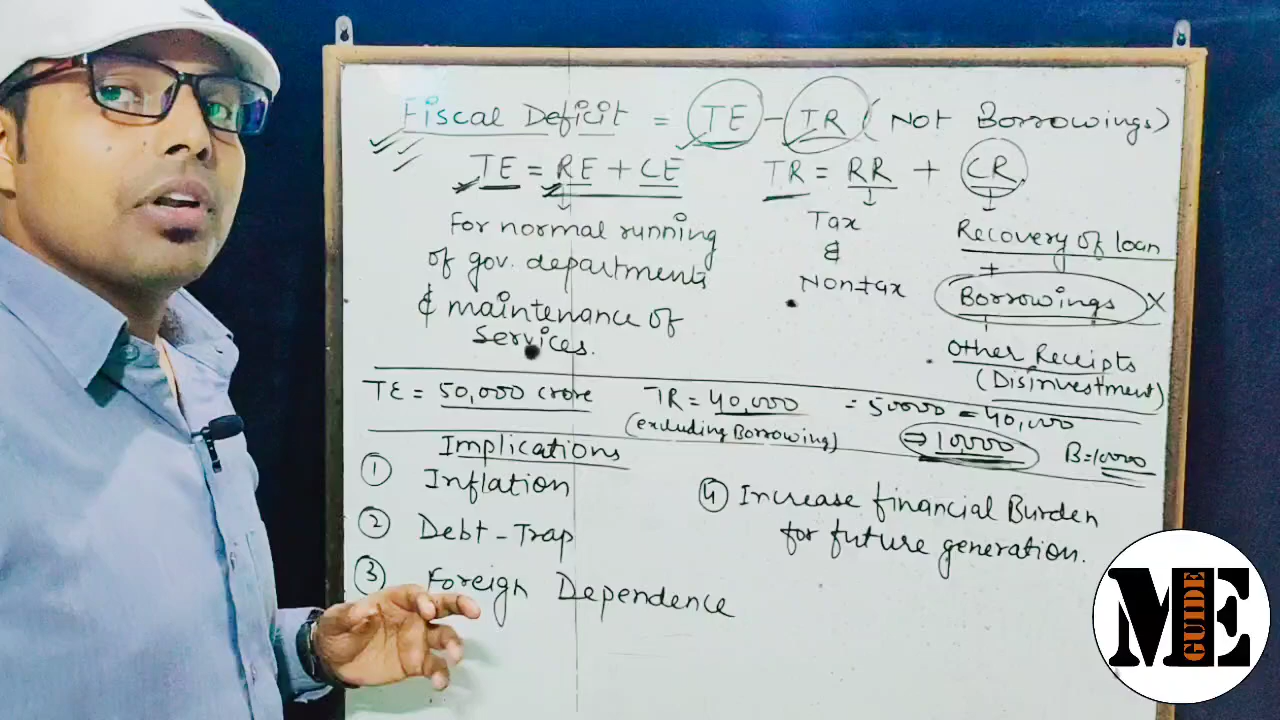 Fiscal Deficit = TE - TR (Not Borrowings)
TE = RE + CE
TR = RR + CR
For normal running
of gov. departments
& maintenance of
services.
Tax
&
Non-tax
Recovery of loan
+
Borrowings X
+
Other Receipts
(Disinvestment)
TE = 50,000 crore
TR = 40,000
(excluding Borrowing)
= 50000 - 40,000
⇒ 10000
B=10000
Implications
① Inflation
② Debt-Trap
③ Foreign Dependence
④ Increase financial Burden
for future generation.
ME
GUIDE